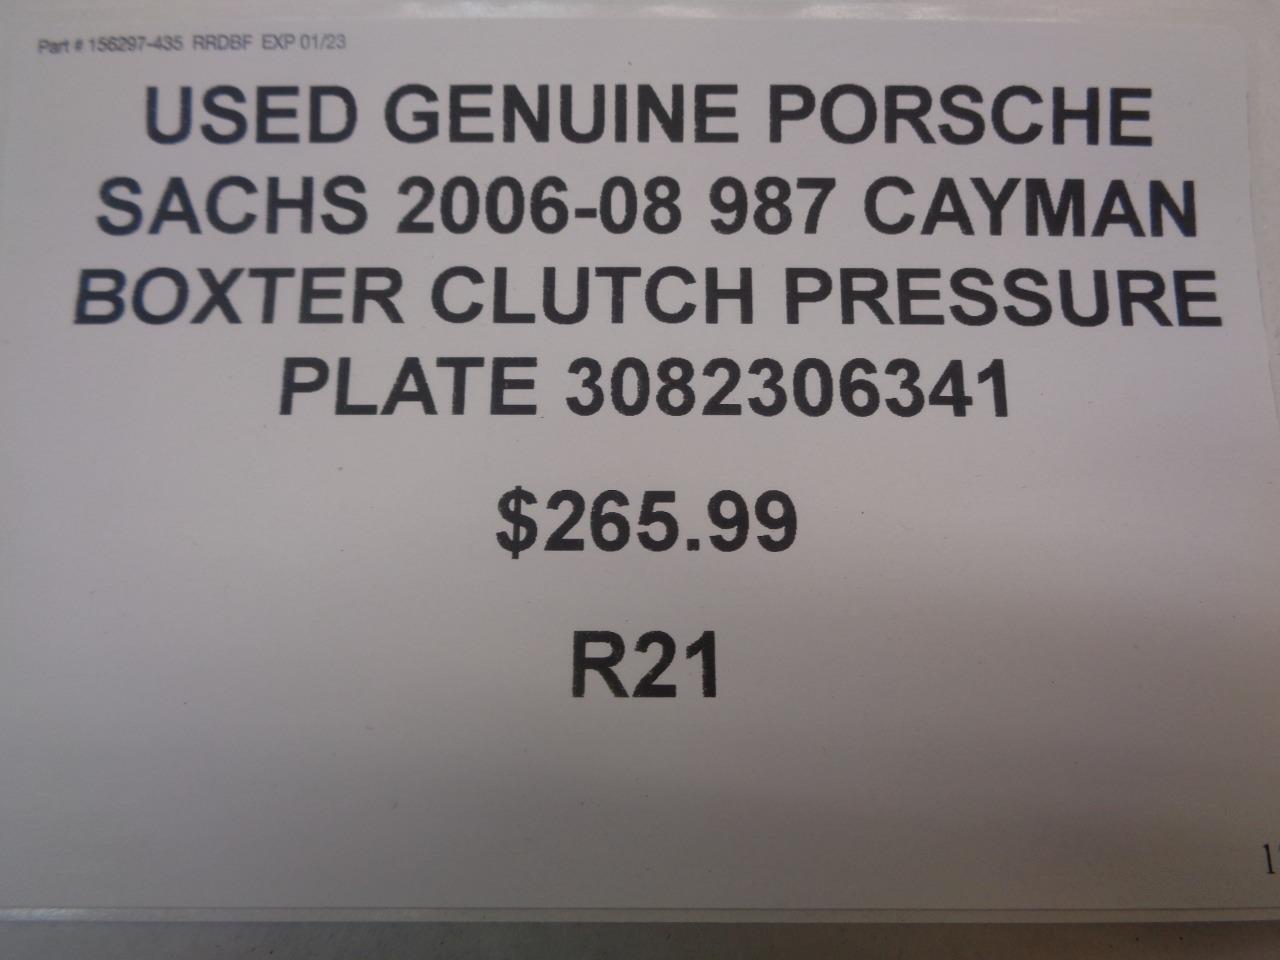 Part # 156297-435 RRDBF EXP 01/23
USED GENUINE PORSCHE
SACHS 2006-08 987 CAYMAN
BOXTER CLUTCH PRESSURE
PLATE 3082306341
$265.99
R21